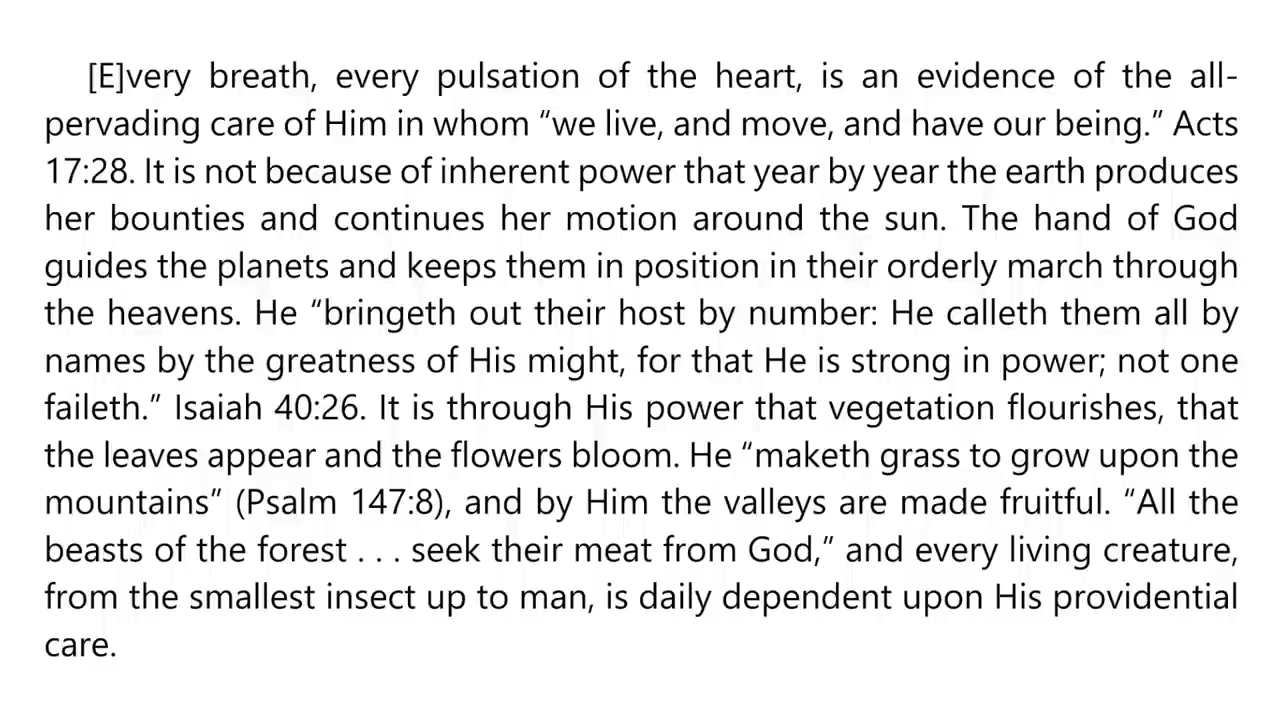 [E]very breath, every pulsation of the heart, is an evidence of the all-
pervading care of Him in whom “we live, and move, and have our being.” Acts
17:28. It is not because of inherent power that year by year the earth produces
her bounties and continues her motion around the sun. The hand of God
guides the planets and keeps them in position in their orderly march through
the heavens. He “bringeth out their host by number: He calleth them all by
names by the greatness of His might, for that He is strong in power; not one
faileth.” Isaiah 40:26. It is through His power that vegetation flourishes, that
the leaves appear and the flowers bloom. He “maketh grass to grow upon the
mountains” (Psalm 147:8), and by Him the valleys are made fruitful. “All the
beasts of the forest . . . seek their meat from God,” and every living creature,
from the smallest insect up to man, is daily dependent upon His providential
care.